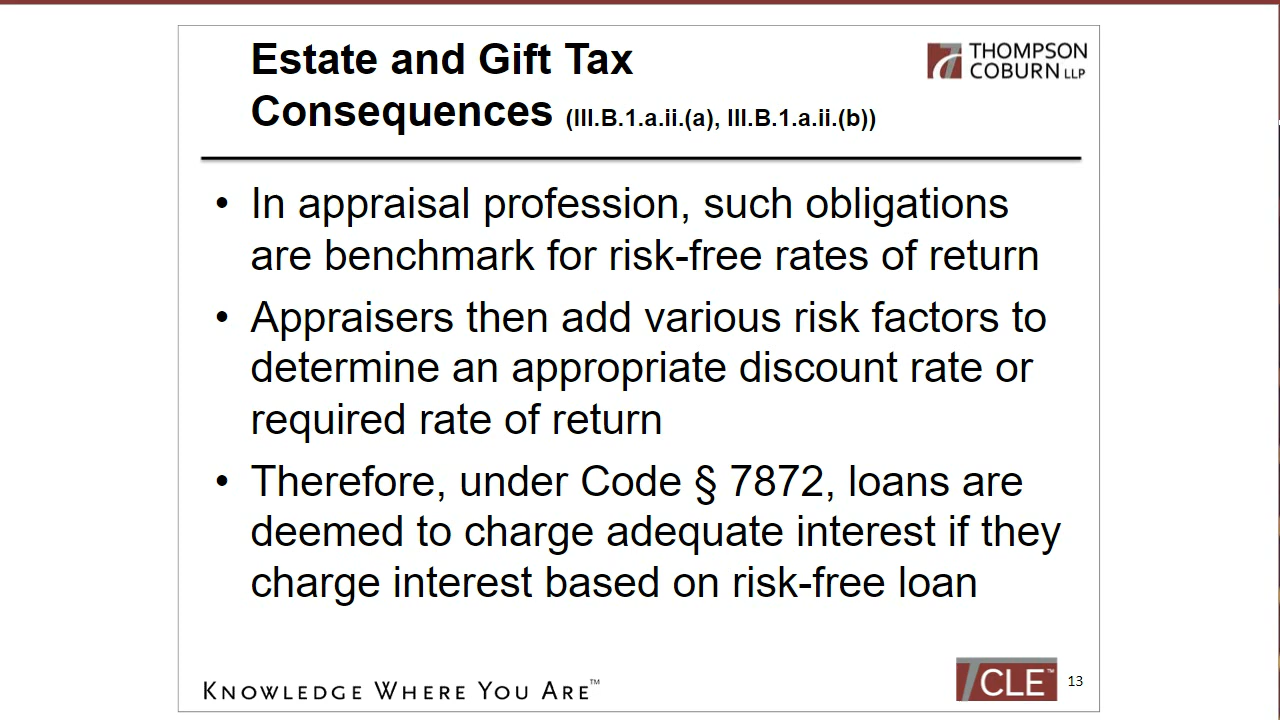 Estate and Gift Tax
Consequences (III.B.1.a.ii.(a), III.B.1.a.ii.(b))
THOMPSON
COBURN LLP
• In appraisal profession, such obligations
are benchmark for risk-free rates of return
• Appraisers then add various risk factors to
determine an appropriate discount rate or
required rate of return
• Therefore, under Code § 7872, loans are
deemed to charge adequate interest if they
charge interest based on risk-free loan
KNOWLEDGE WHERE YOU ARE™
CLE™
13